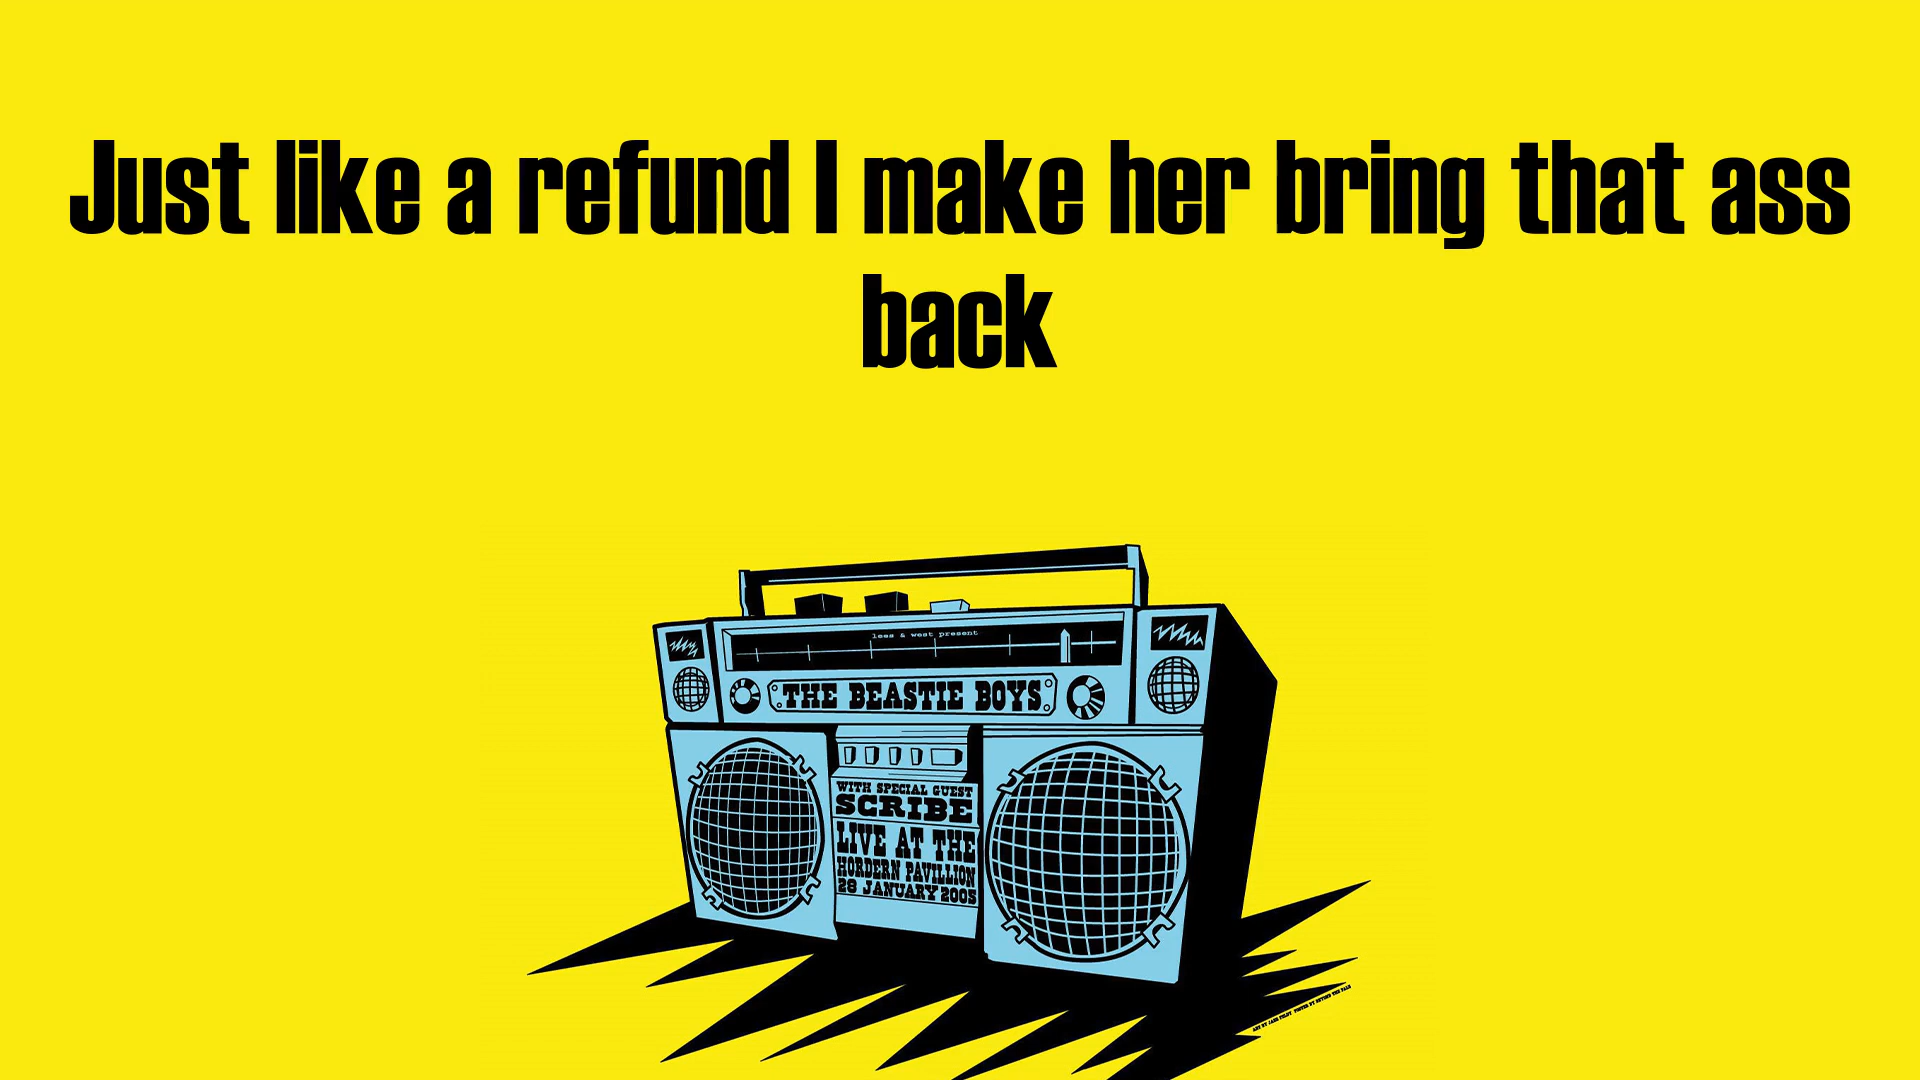 Just like a refund I make her bring that ass
back
lees & west present
THE BEASTIE BOYS
WITH SPECIAL GUEST
SCRIBE
LIVE AT THE
HORDERN PAVILLION
28 JANUARY 2005